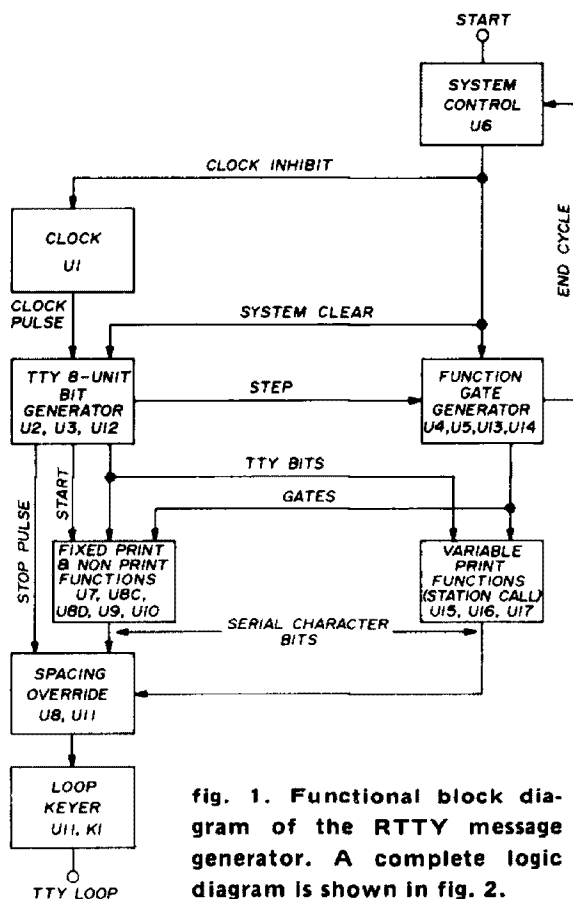 START
SYSTEM
CONTROL
U6
CLOCK INHIBIT
END CYCLE
CLOCK
U1
CLOCK
PULSE
SYSTEM CLEAR
TTY 8-UNIT
BIT
GENERATOR
U2, U3, U12
STEP
FUNCTION
GATE
GENERATOR
U4,U5,U13,U14
TTY BITS
GATES
STOP PULSE
START
FIXED PRINT
& NON PRINT
FUNCTIONS
U7, U8C,
U8D, U9, U10
VARIABLE
PRINT
FUNCTIONS
(STATION CALL)
U15, U16, U17
SERIAL CHARACTER
BITS
SPACING
OVERRIDE
U8, U11
LOOP
KEYER
U11, K1
TTY LOOP
fig. 1. Functional block dia-
gram of the RTTY message
generator. A complete logic
diagram is shown in fig. 2.